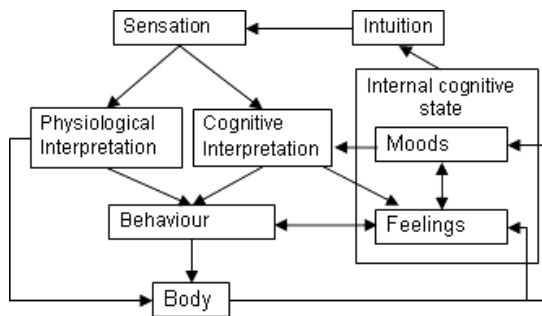 Sensation
Intuition
Internal cognitive
state
Physiological
Interpretation
Cognitive
Interpretation
Moods
Behaviour
Feelings
Body